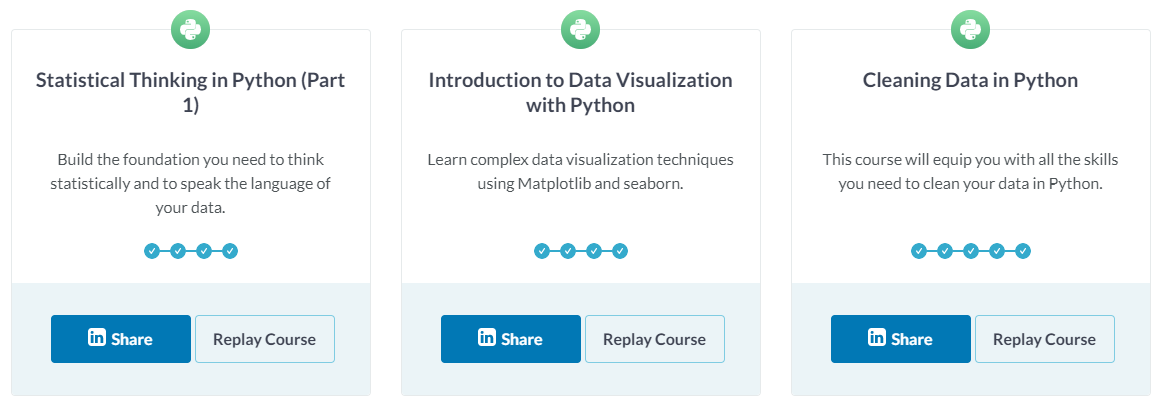 Statistical Thinking in Python (Part
1)
Build the foundation you need to think
statistically and to speak the language of
your data.
in Share
Replay Course
Introduction to Data Visualization
with Python
Learn complex data visualization techniques
using Matplotlib and seaborn.
in Share
Replay Course
Cleaning Data in Python
This course will equip you with all the skills
you need to clean your data in Python.
in Share
Replay Course